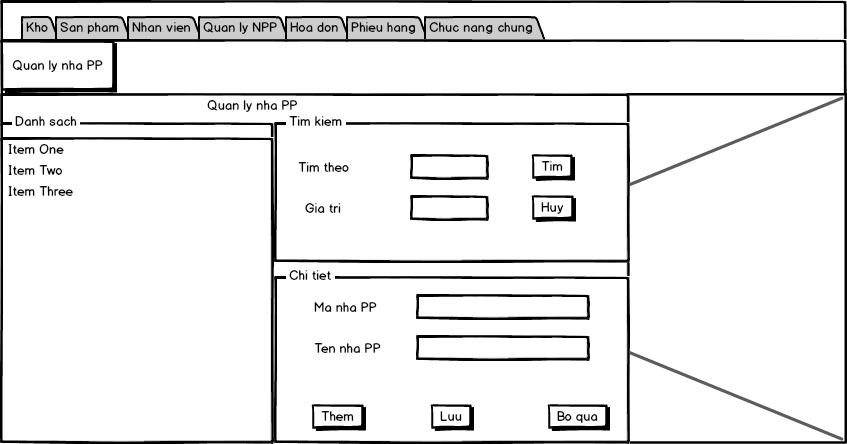 Kho San pham Nhan vien Quan ly NPP Hoa don Phieu hang Chuc nang chung
Quan ly nha PP
Quan ly nha PP
Danh sach
Item One
Item Two
Item Three
Tim kiem
Tim theo Tim
Gia tri Huy
Chi tiet
Ma nha PP
Ten nha PP
Them Luu Bo qua